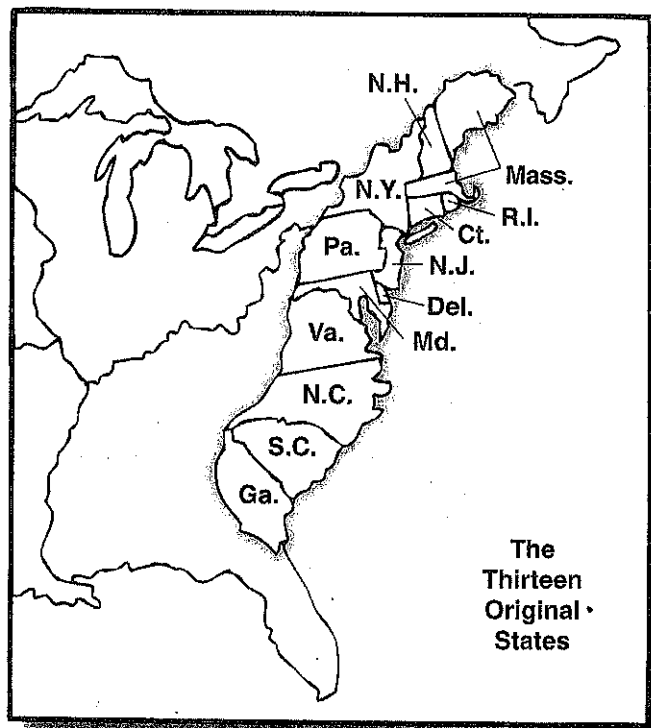 N.H.
Mass.
N.Y.
R.I.
Ct.
Pa.
N.J.
Del.
Va.
Md.
N.C.
S.C.
Ga.
The
Thirteen
Original
States